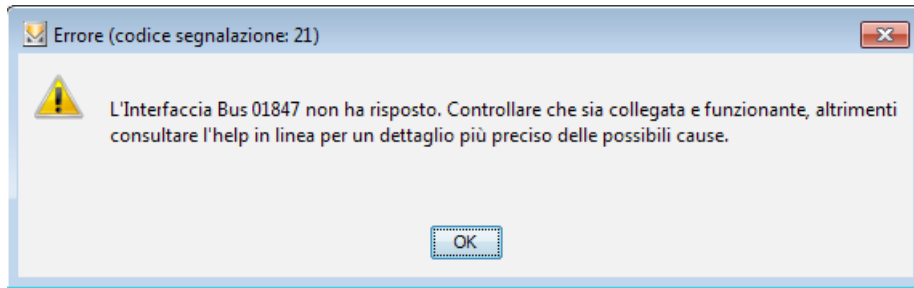 Errore (codice segnalazione: 21)
L'Interfaccia Bus 01847 non ha risposto. Controllare che sia collegata e funzionante, altrimenti
consultare l'help in linea per un dettaglio più preciso delle possibili cause.
OK